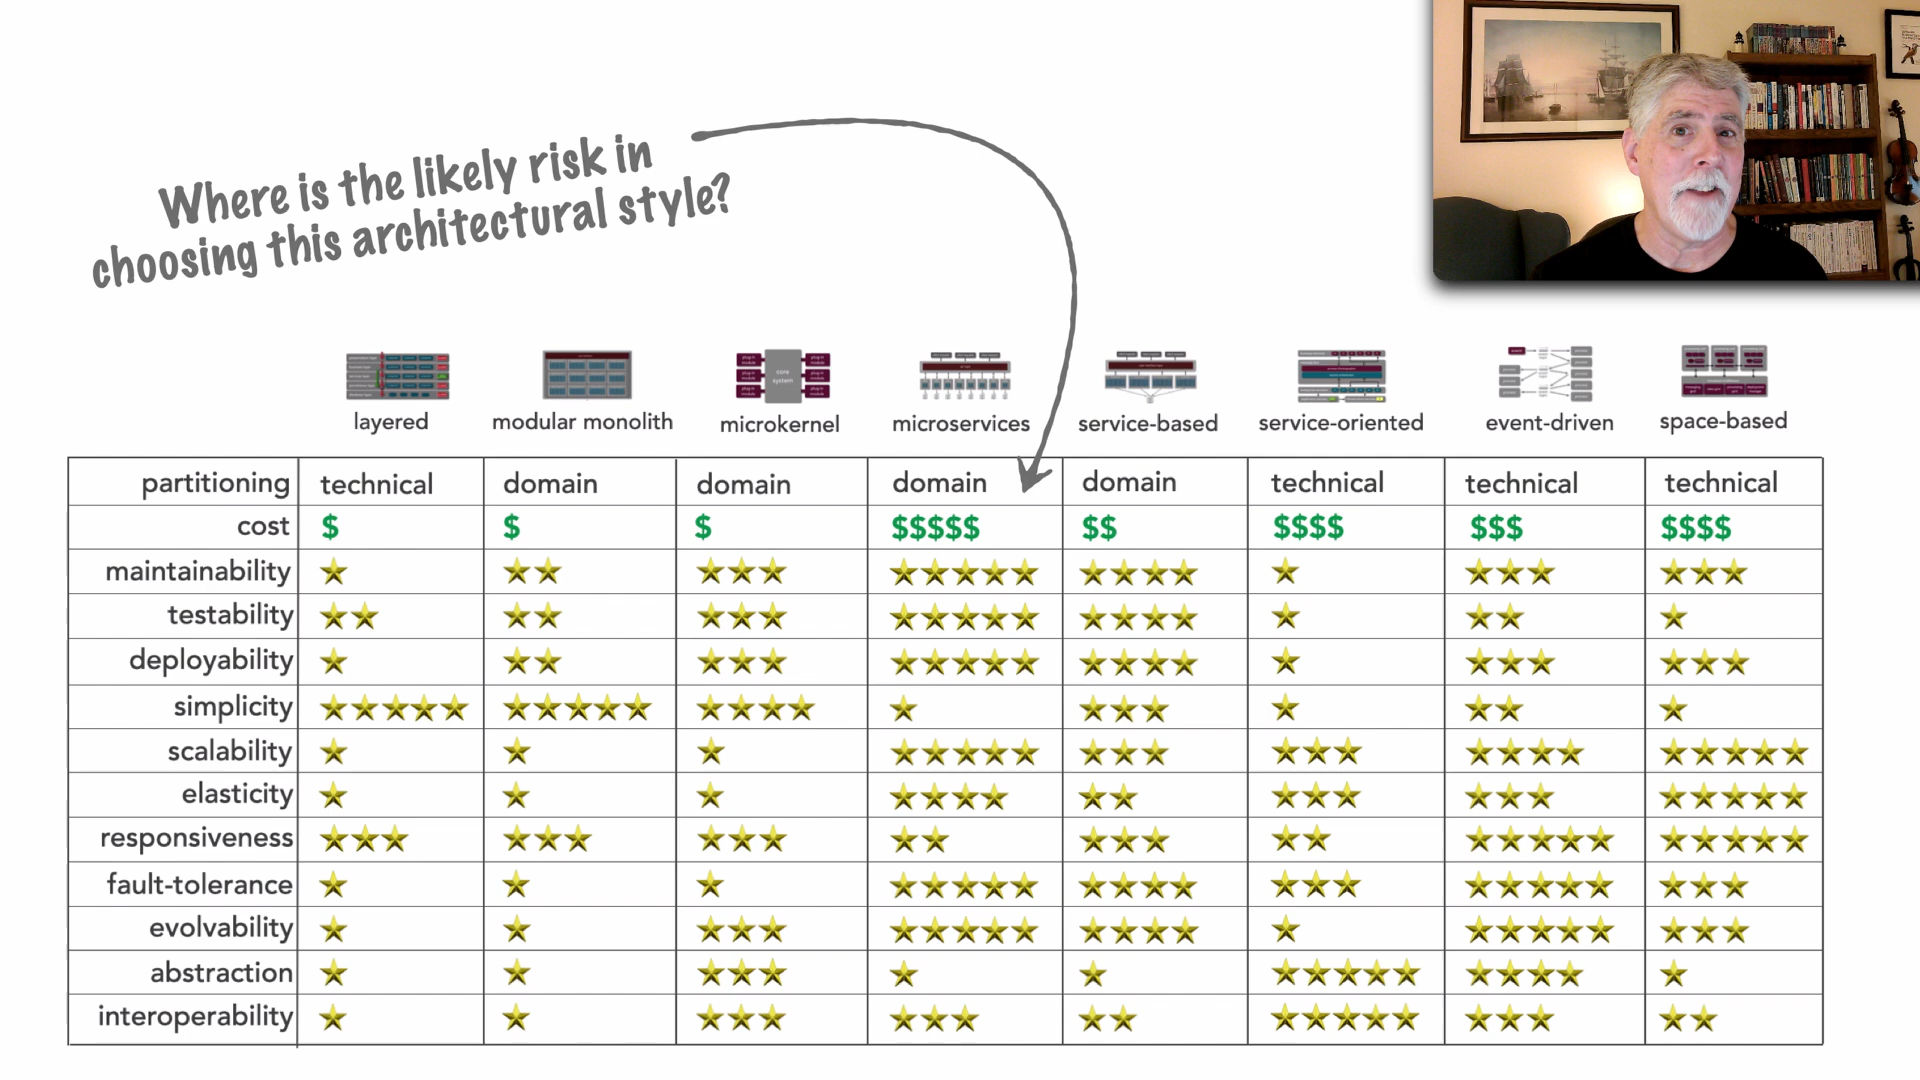 Where is the likely risk in
choosing this architectural style?
core
system
layered modular monolith microkernel microservices service-based service-oriented event-driven space-based
partitioning technical domain domain domain domain technical technical technical
cost $ $ $ $$$$$ $$ $$$$ $$$ $$$$
maintainability
testability
deployability
simplicity
scalability
elasticity
responsiveness
fault-tolerance
evolvability
abstraction
interoperability